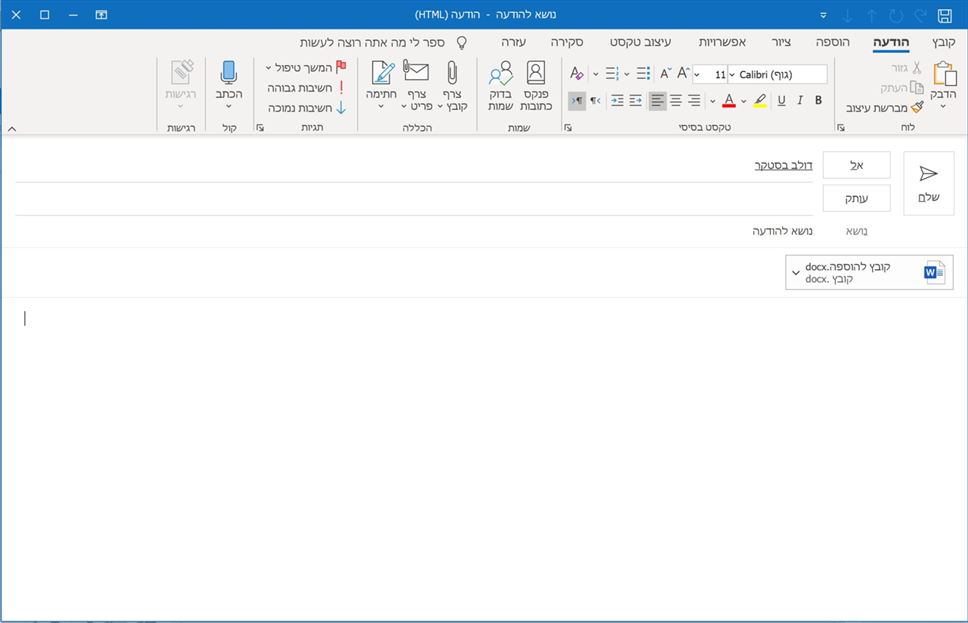 נושא להודעה - הודעה (HTML)
קובץ הודעה הוספה ציור אפשרויות עיצוב טקסט סקירה עזרה ספר לי מה אתה רוצה לעשות
הדבק
גזור
העתק
מברשת עיצוב
לוח
Calibri (גוף) 11
B I U
טקסט בסיסי
פנקס כתובות
בדוק שמות
שמות
צרף קובץ
צרף פריט
חתימה
הכללה
המשך טיפול
חשיבות גבוהה
חשיבות נמוכה
תגיות
הכתב
קול
רגישות
רגישות
שלח
אל דולב בסטקר
עותק
נושא נושא להודעה
קובץ להוספה.docx
קובץ .docx